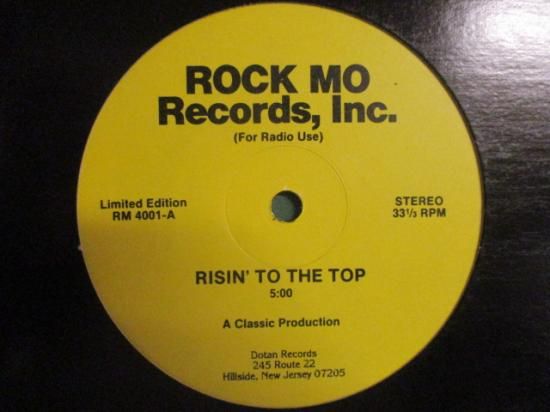 ROCK MO
Records, Inc.
(For Radio Use)
Limited Edition
RM 4001-A
STEREO
33⅓ RPM
RISIN' TO THE TOP
5:00
A Classic Production
Dotan Records
245 Route 22
Hillside, New Jersey 07205